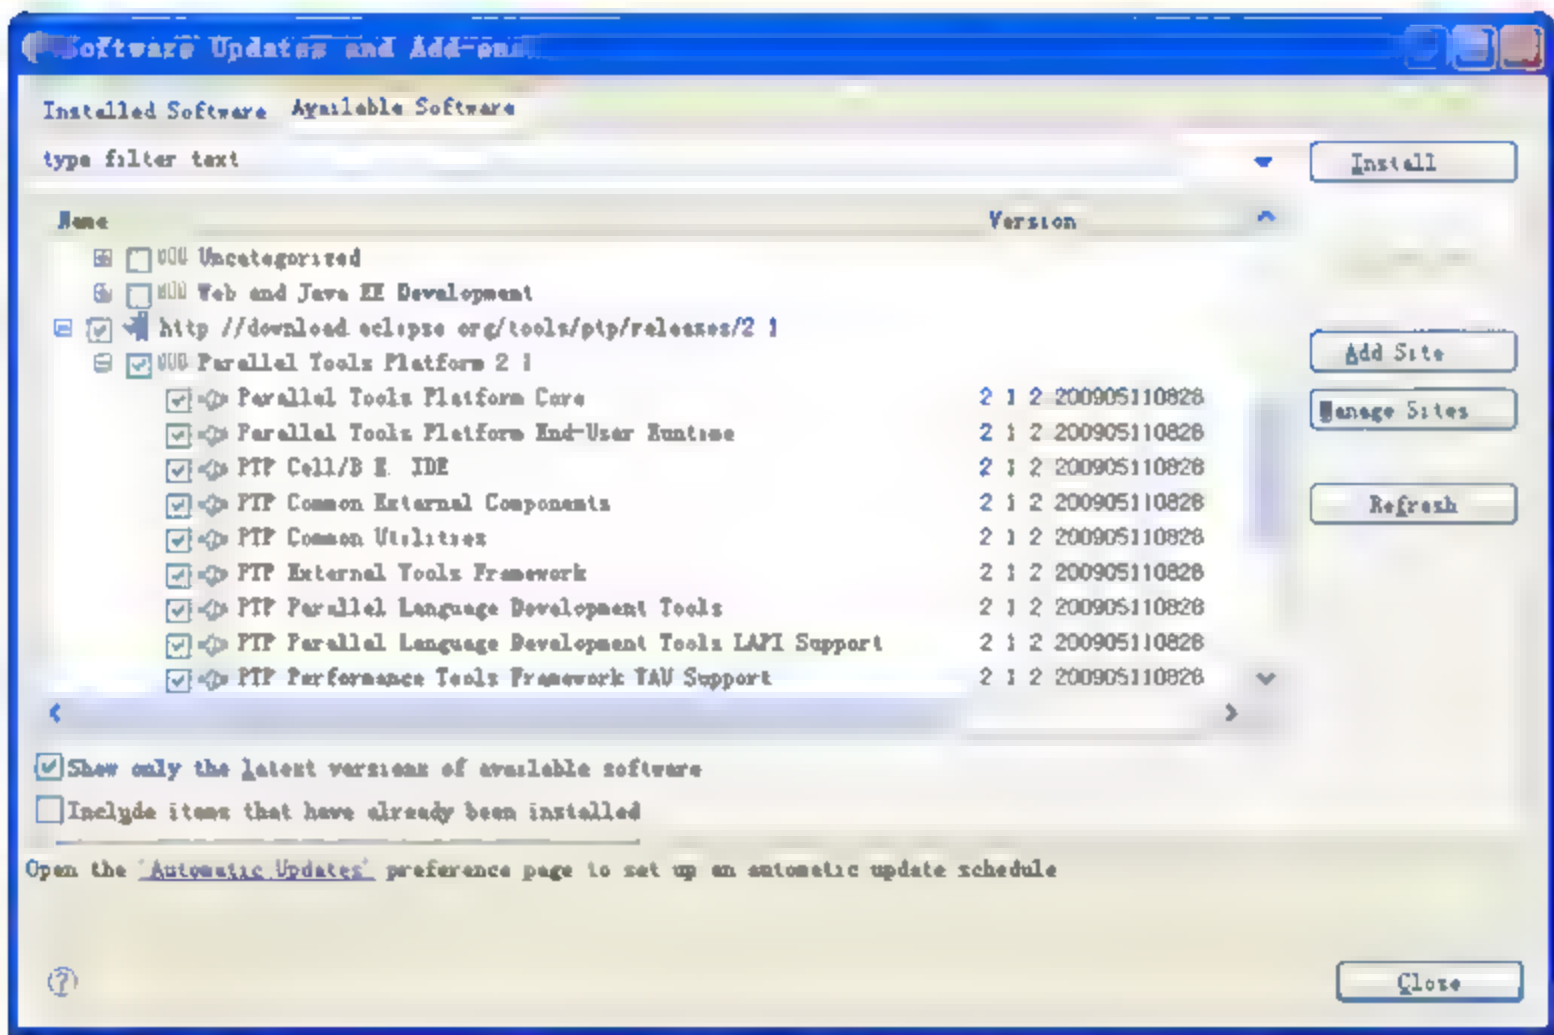 Software Updates and Add-ons
Installed Software Available Software
type filter text
Install
Name Version
Uncategorized
Web and Java EE Development
http //download eclipse org/tools/ptp/releases/2 1
Add Site
Parallel Tools Platform 2 1
Parallel Tools Platform Core 2 1 2 200905110828
Manage Sites
Parallel Tools Platform End-User Runtime 2 1 2 200905110828
PTP Cell/B E IDE 2 1 2 200905110828
PTP Common External Components 2 1 2 200905110828
Refresh
PTP Common Utilities 2 1 2 200905110828
PTP External Tools Framework 2 1 2 200905110828
PTP Parallel Language Development Tools 2 1 2 200905110828
PTP Parallel Language Development Tools LAPI Support 2 1 2 200905110828
PTP Performance Tools Framework TAU Support 2 1 2 200905110828
Show only the latest versions of available software
Include items that have already been installed
Open the 'Automatic Updates' preference page to set up an automatic update schedule
Close